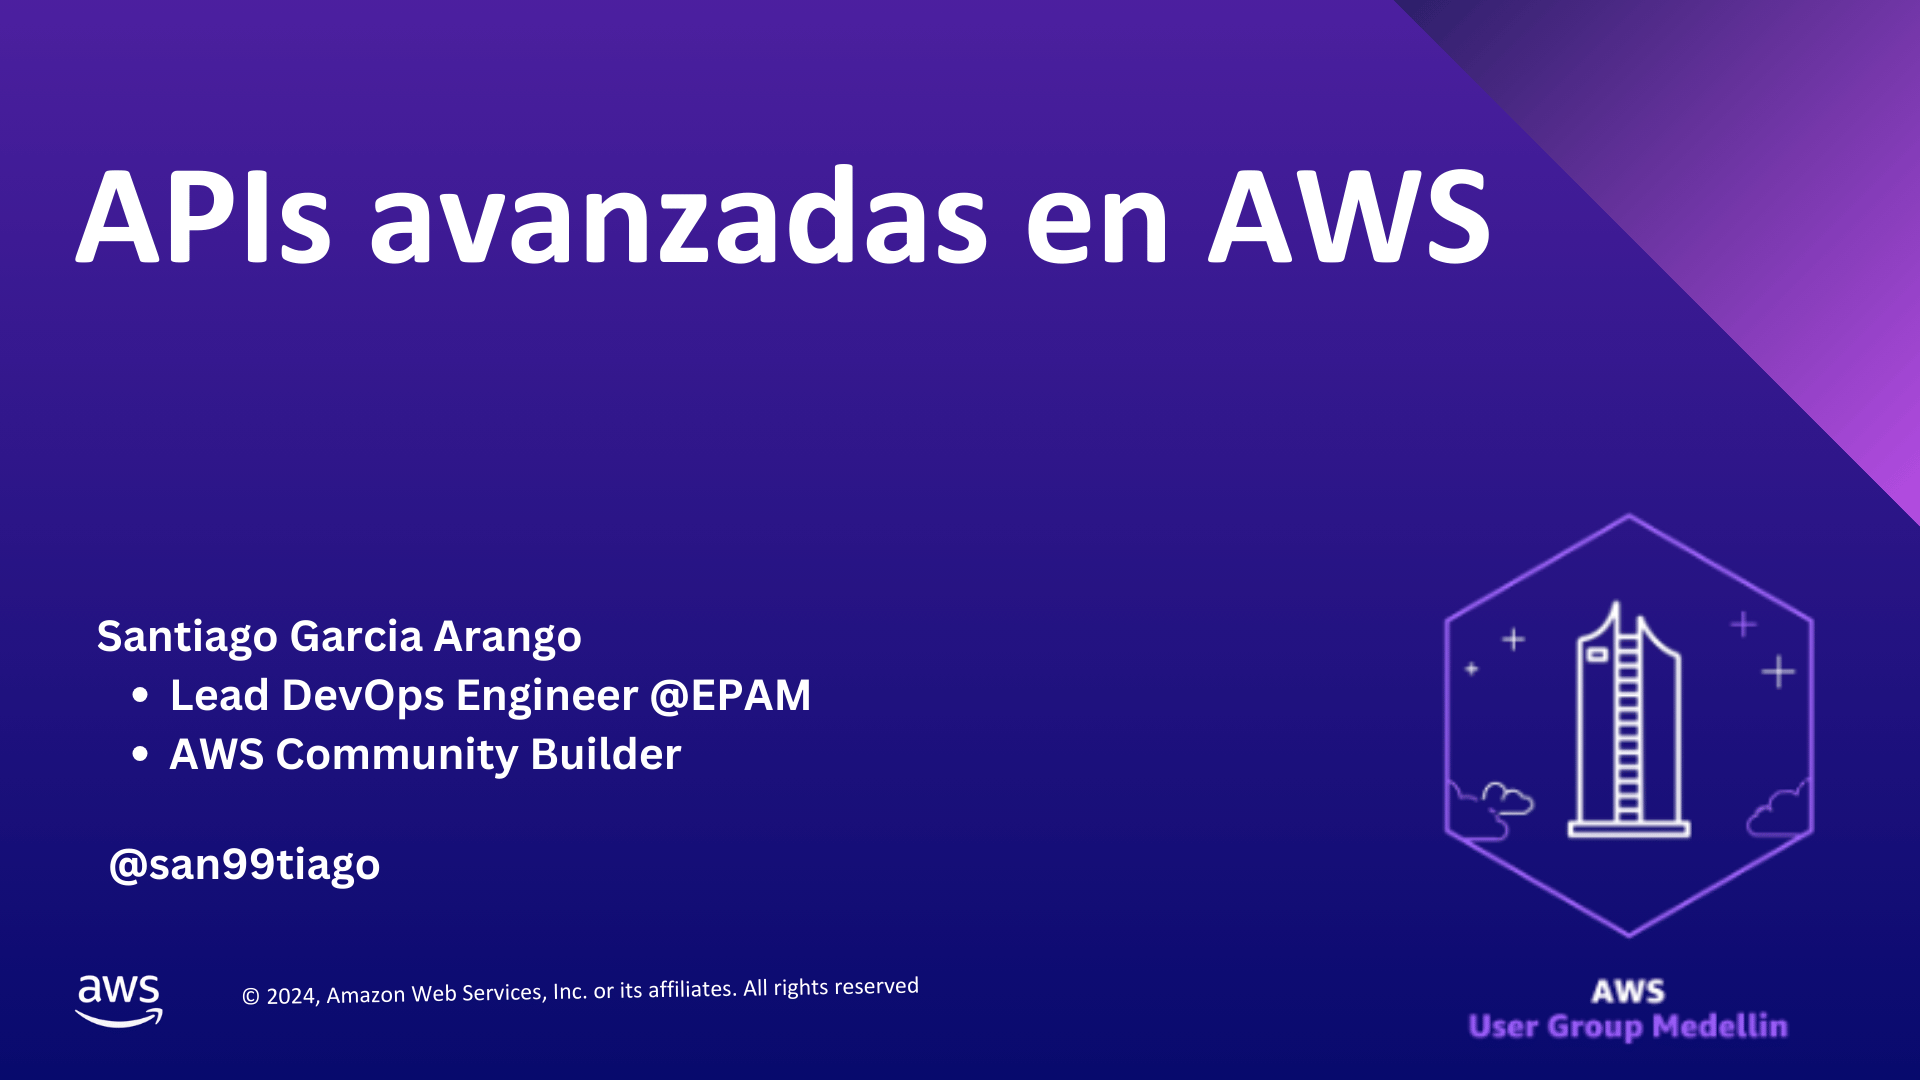 APIs avanzadas en AWS
Santiago Garcia Arango
• Lead DevOps Engineer @EPAM
• AWS Community Builder
@san99tiago
aws
© 2024, Amazon Web Services, Inc. or its affiliates. All rights reserved
AWS
User Group Medellin